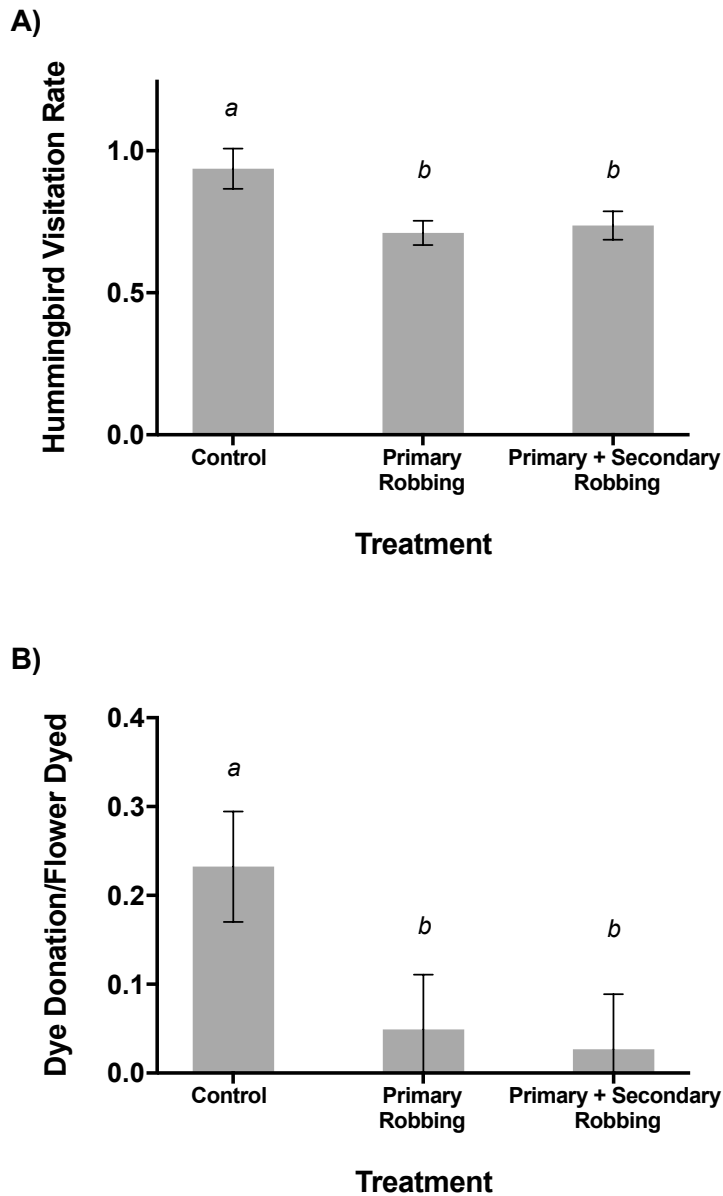 A)
Hummingbird Visitation Rate
1.0
0.5
0.0
a
b
b
Control
Primary
Robbing
Primary + Secondary
Robbing
Treatment
B)
Dye Donation/Flower Dyed
0.4
0.3
0.2
0.1
0.0
a
b
b
Control
Primary
Robbing
Primary + Secondary
Robbing
Treatment